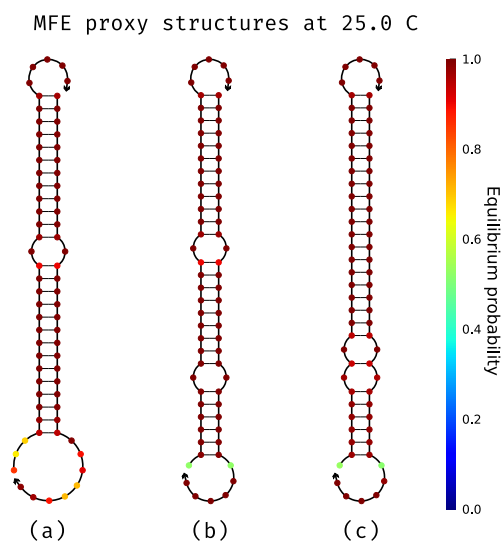 MFE proxy structures at 25.0 C
1.0
0.8
0.6
0.4
0.2
0.0
Equilibrium probability
(a)
(b)
(c)